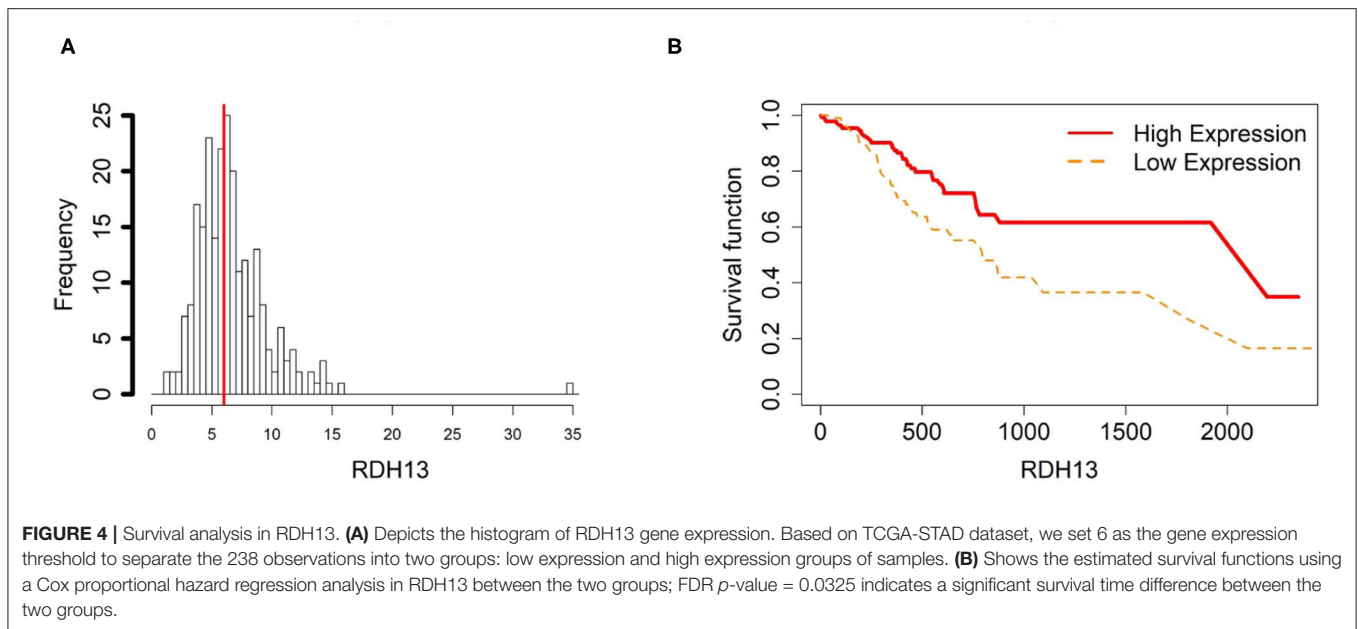 A
Frequency
0
5
10
15
20
25
0 5 10 15 20 25 30 35
RDH13
B
High Expression
Low Expression
Survival function
0.0
0.2
0.4
0.6
0.8
1.0
0 500 1000 1500 2000
RDH13
FIGURE 4 | Survival analysis in RDH13. (A) Depicts the histogram of RDH13 gene expression. Based on TCGA-STAD dataset, we set 6 as the gene expression
threshold to separate the 238 observations into two groups: low expression and high expression groups of samples. (B) Shows the estimated survival functions using
a Cox proportional hazard regression analysis in RDH13 between the two groups; FDR p-value = 0.0325 indicates a significant survival time difference between the
two groups.